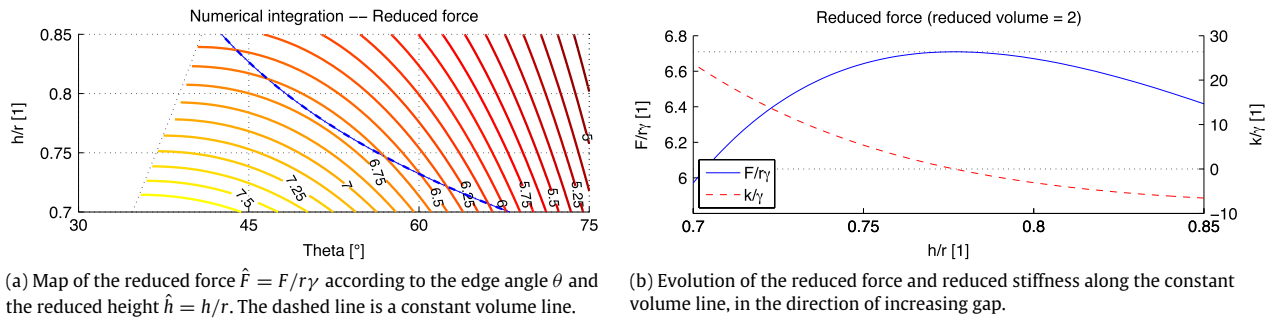 Numerical integration −− Reduced force
0.85
0.8
0.75
0.7
h/r [1]
7.5
7.25
7
6.75
6.5
6.25
6
5.75
5.5
5.25
5
30
45
60
75
Theta [°]
(a) Map of the reduced force F̂ = F/rγ according to the edge angle θ and
the reduced height ĥ = h/r. The dashed line is a constant volume line.
Reduced force (reduced volume = 2)
6.8
6.6
6.4
6.2
6
F/rγ [1]
F/rγ
k/γ
30
20
10
0
−10
k/γ [1]
0.7
0.75
0.8
0.85
h/r [1]
(b) Evolution of the reduced force and reduced stiffness along the constant
volume line, in the direction of increasing gap.